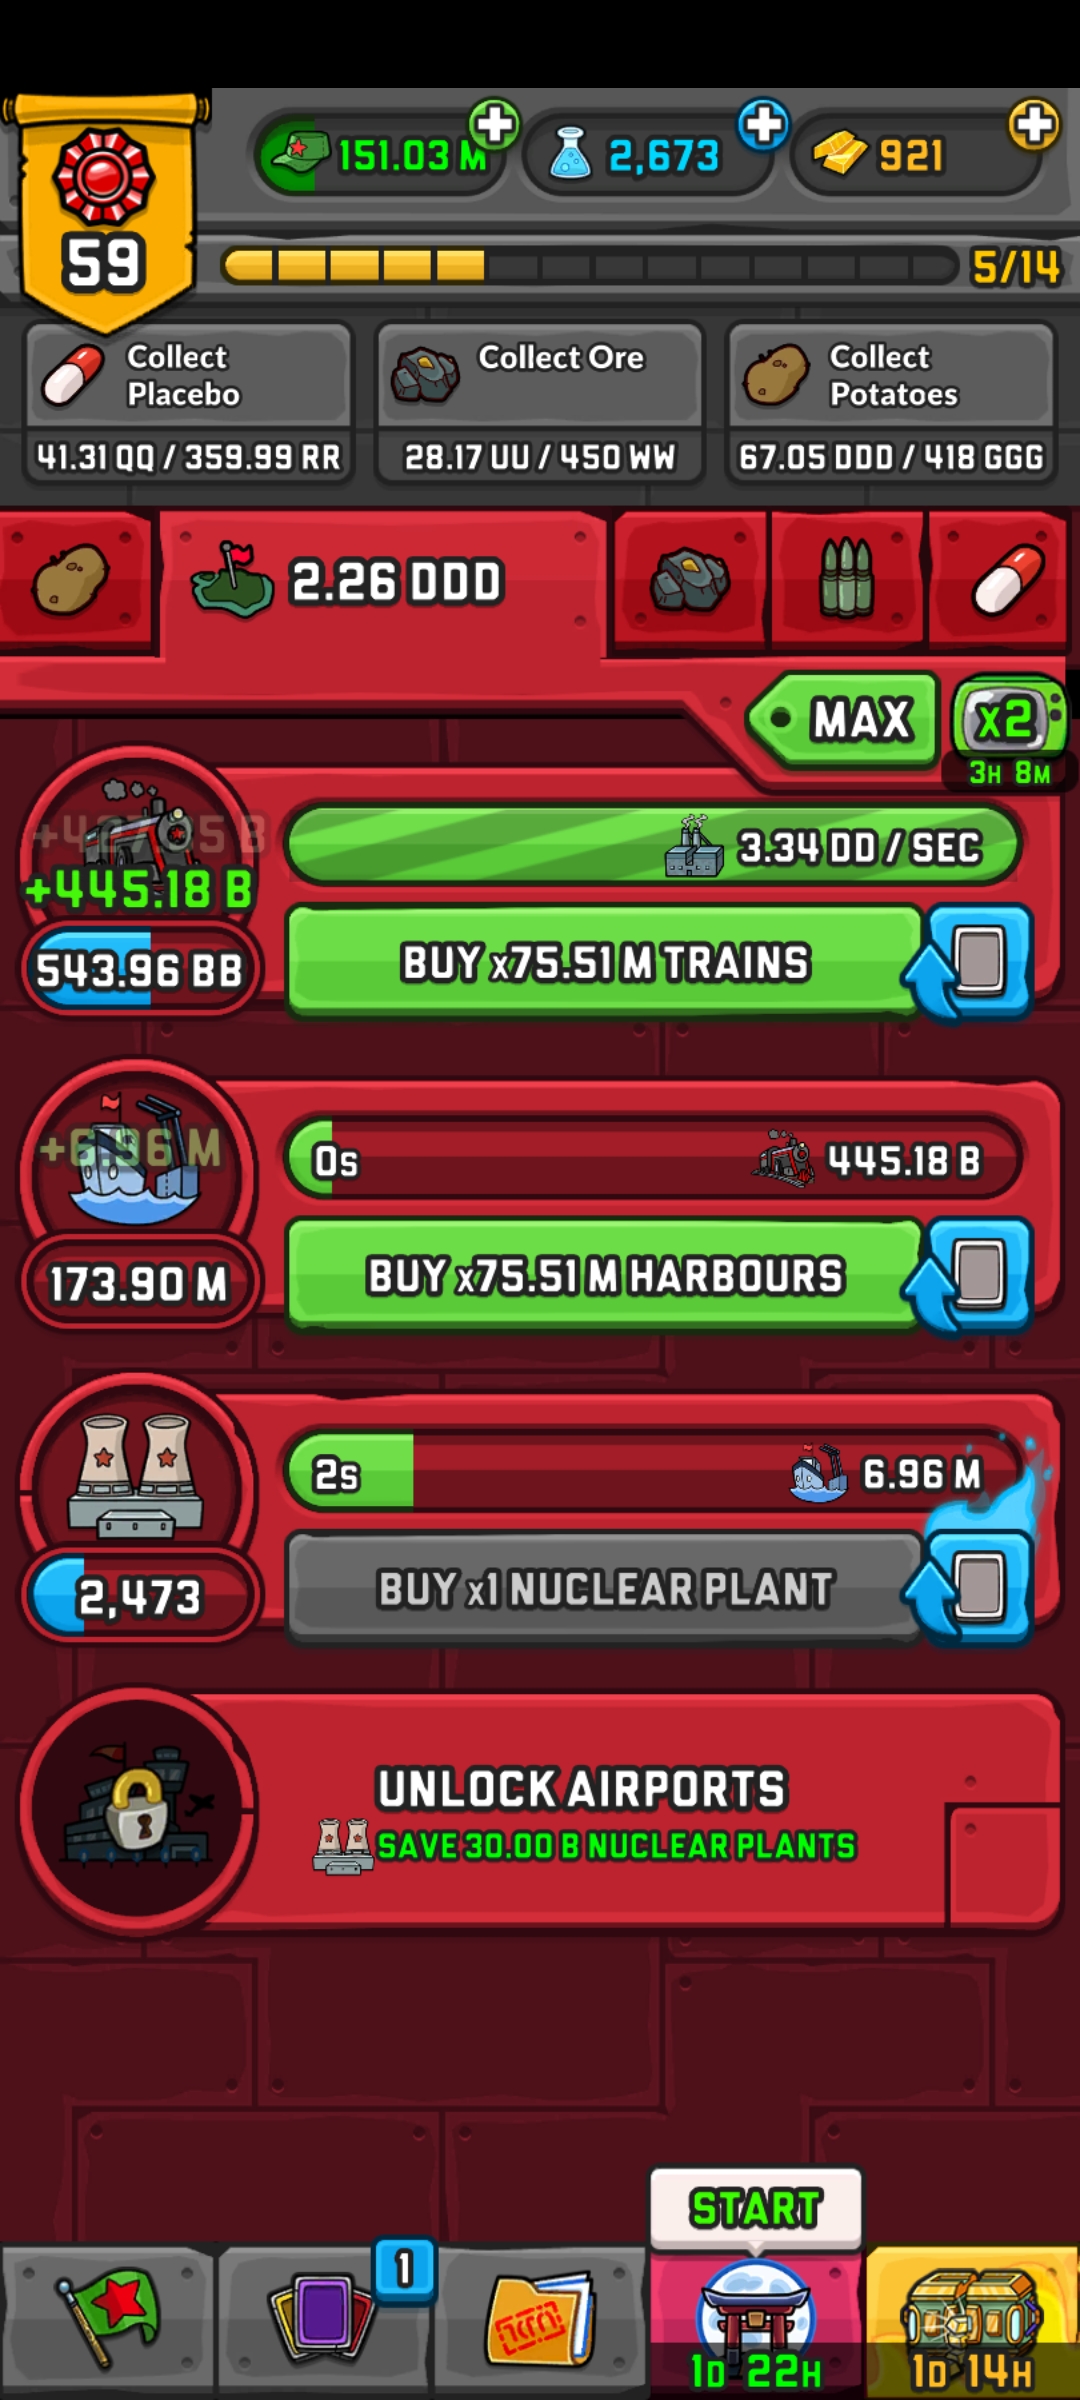 151.03 M
2,673
921
59
5/14
Collect
Placebo
41.31 QQ / 359.99 RR
Collect Ore
28.17 UU / 450 WW
Collect
Potatoes
67.05 DDD / 418 GGG
2.26 DDD
MAX
x2
3H 8M
+445.18 B
543.96 BB
3.34 DD / SEC
BUY x75.51 M TRAINS
+6.96 M
173.90 M
0s
445.18 B
BUY x75.51 M HARBOURS
2,473
2s
6.96 M
BUY x1 NUCLEAR PLANT
UNLOCK AIRPORTS
SAVE 30.00 B NUCLEAR PLANTS
START
1
1D 22H
1D 14H